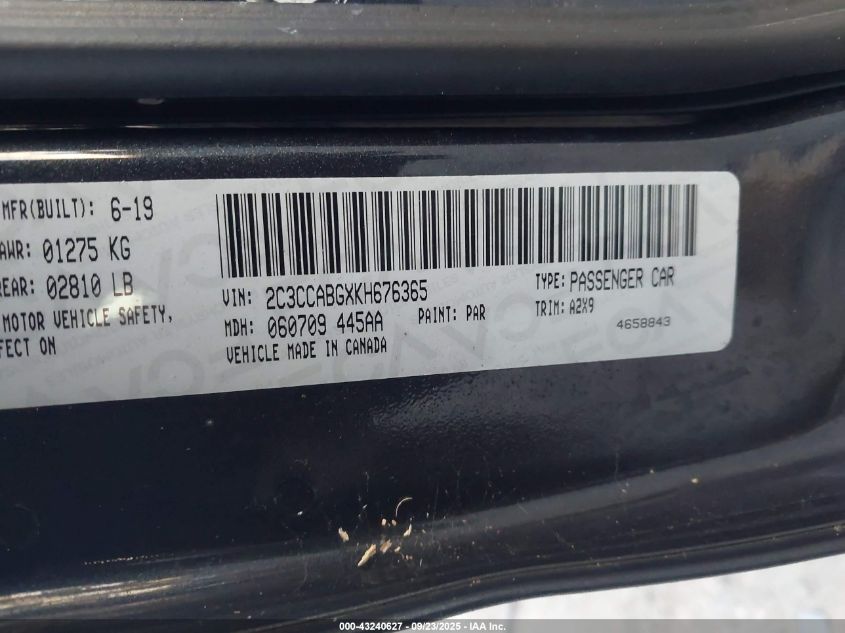 MFR(BUILT): 6-19
AWR: 01275 KG
REAR: 02810 LB
MOTOR VEHICLE SAFETY,
FECT ON
VIN: 2C3CCABGXKH676365
TYPE: PASSENGER CAR
MDH: 060709 445AA
PAINT: PAR
TRIM: A2X9
VEHICLE MADE IN CANADA
4658843
000-43240627 - 09/23/2025 - IAA Inc.